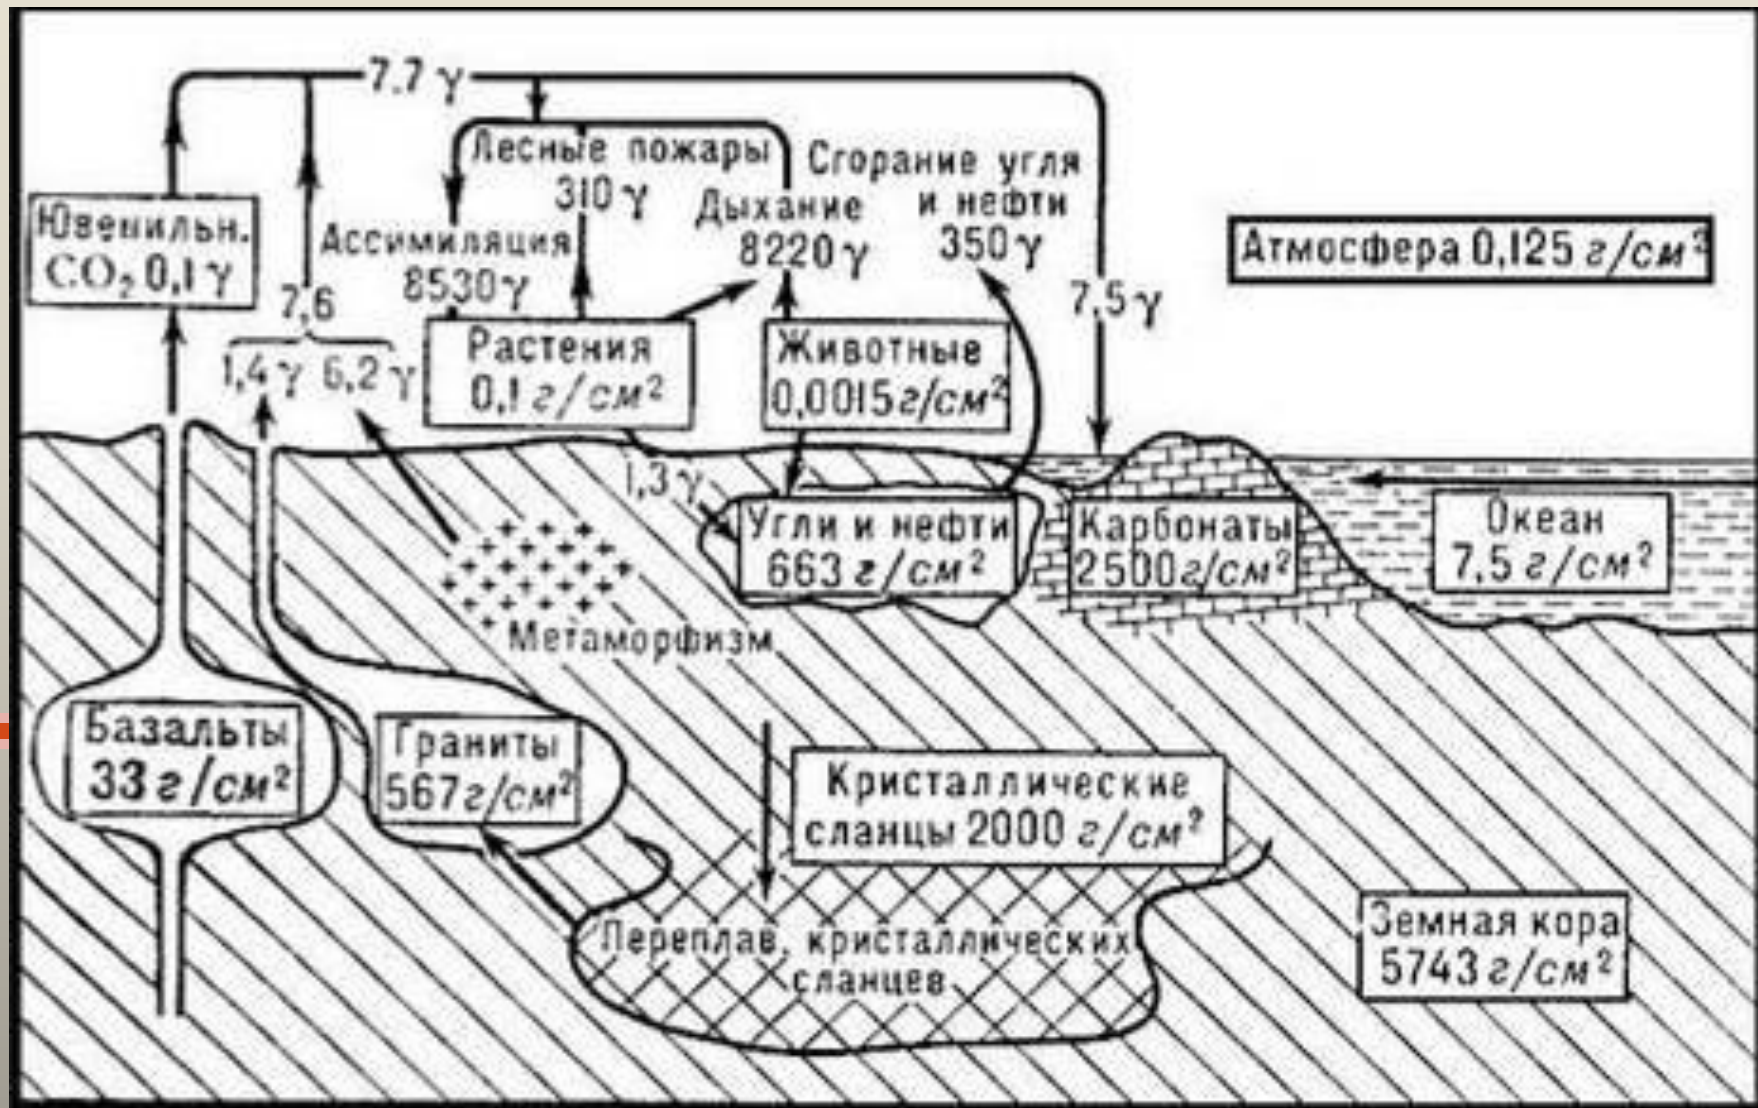 7.7 γ
Лесные пожары
310 γ
Сгорание угля
и нефти
350 γ
Дыхание
8220 γ
Ювенильн.
CO₂ 0,1 γ
Ассимиляция
8530 γ
Атмосфера 0,125 г/см²
7,6
1,4 γ 6,2 γ
7,5 γ
Растения
0,1 г/см²
Животные
0,0015 г/см²
1,3 γ
Угли и нефти
663 г/см²
Карбонаты
2500 г/см²
Океан
7,5 г/см²
Метаморфизм
Базальты
33 г/см²
Граниты
567 г/см²
Кристаллические
сланцы 2000 г/см²
Переплав. кристаллических
сланцев
Земная кора
5743 г/см²